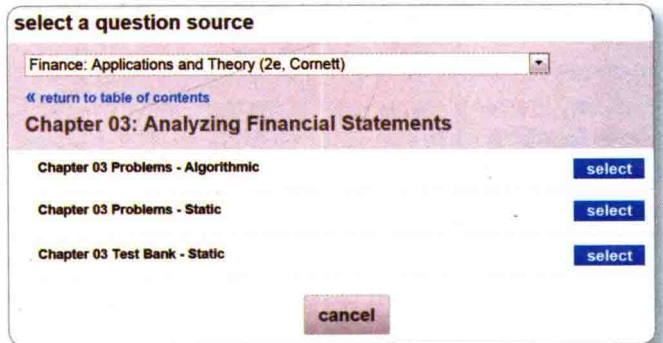 select a question source
Finance: Applications and Theory (2e, Cornett)
« return to table of contents
Chapter 03: Analyzing Financial Statements
Chapter 03 Problems - Algorithmic
select
Chapter 03 Problems - Static
select
Chapter 03 Test Bank - Static
select
cancel